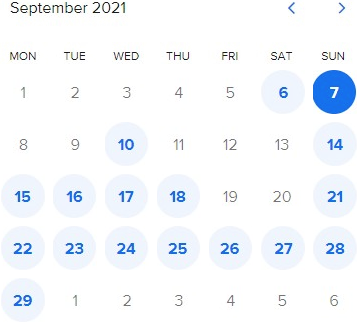 September 2021
MON TUE WED THU FRI SAT SUN
1 2 3 4 5 6 7
8 9 10 11 12 13 14
15 16 17 18 19 20 21
22 23 24 25 26 27 28
29 1 2 3 4 5 6